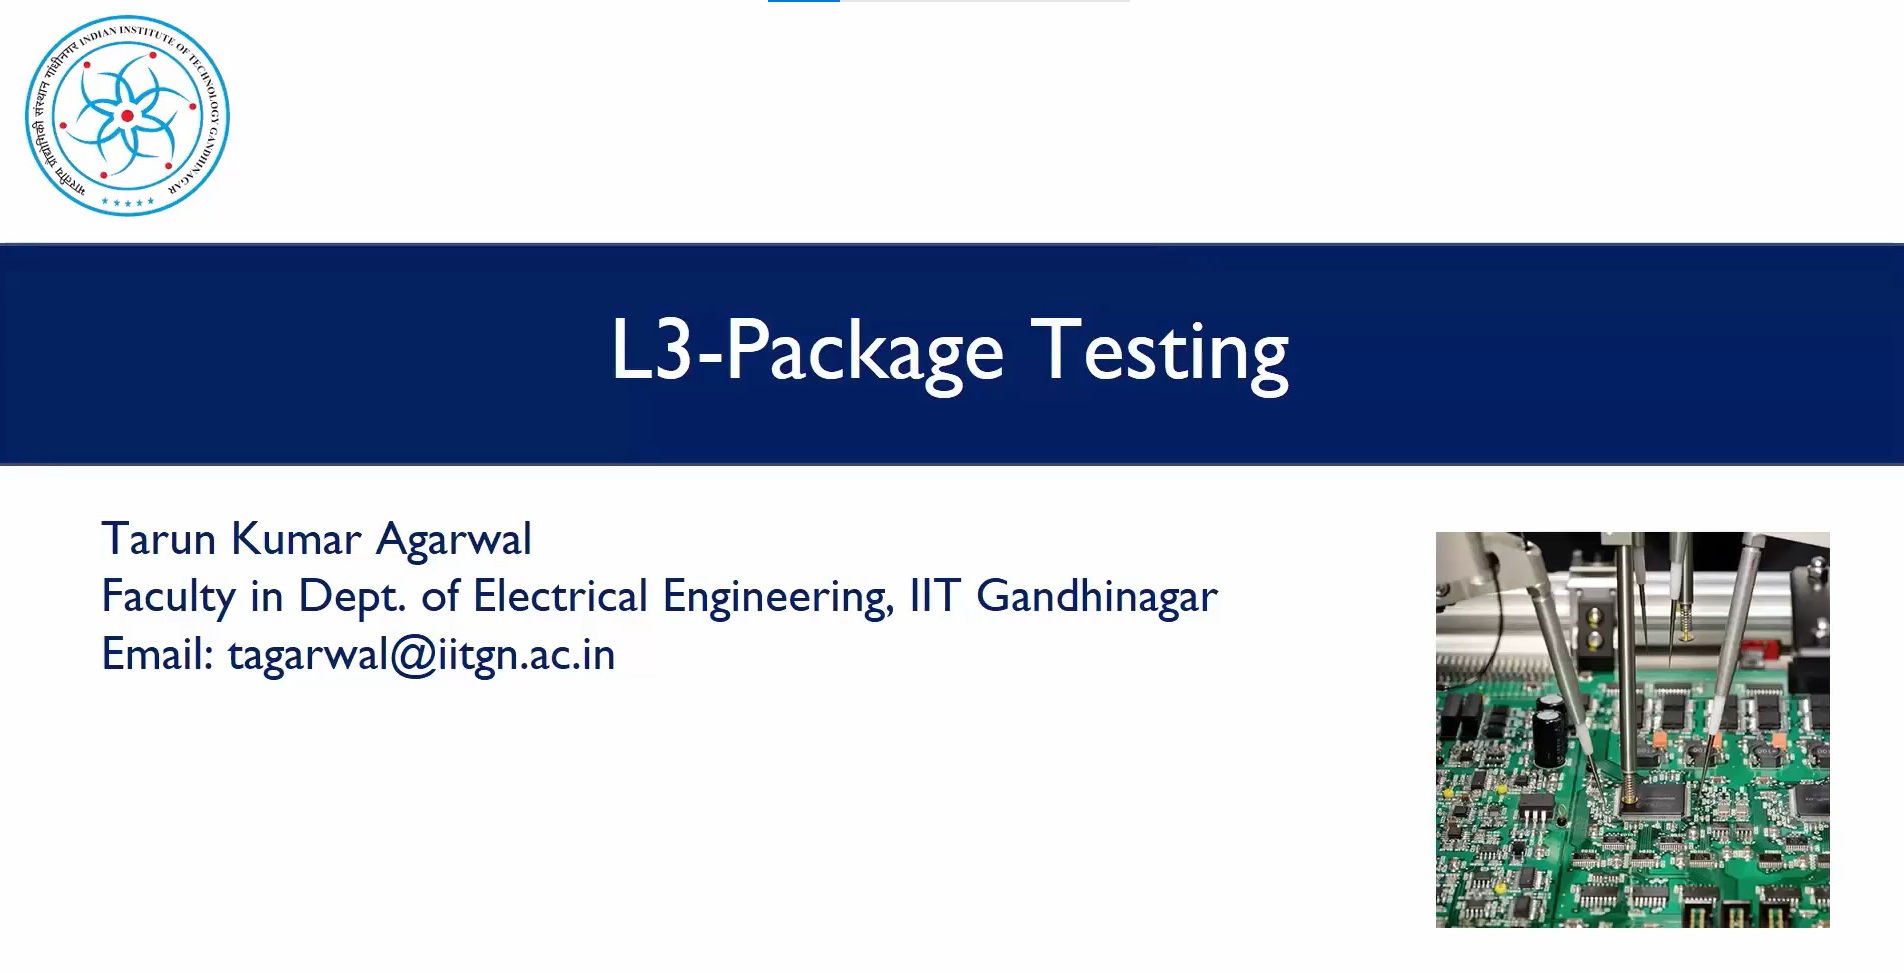 भारतीय प्रौद्योगिकी संस्थान गांधीनगर
INDIAN INSTITUTE OF TECHNOLOGY GANDHINAGAR
L3-Package Testing
Tarun Kumar Agarwal
Faculty in Dept. of Electrical Engineering, IIT Gandhinagar
Email: tagarwal@iitgn.ac.in